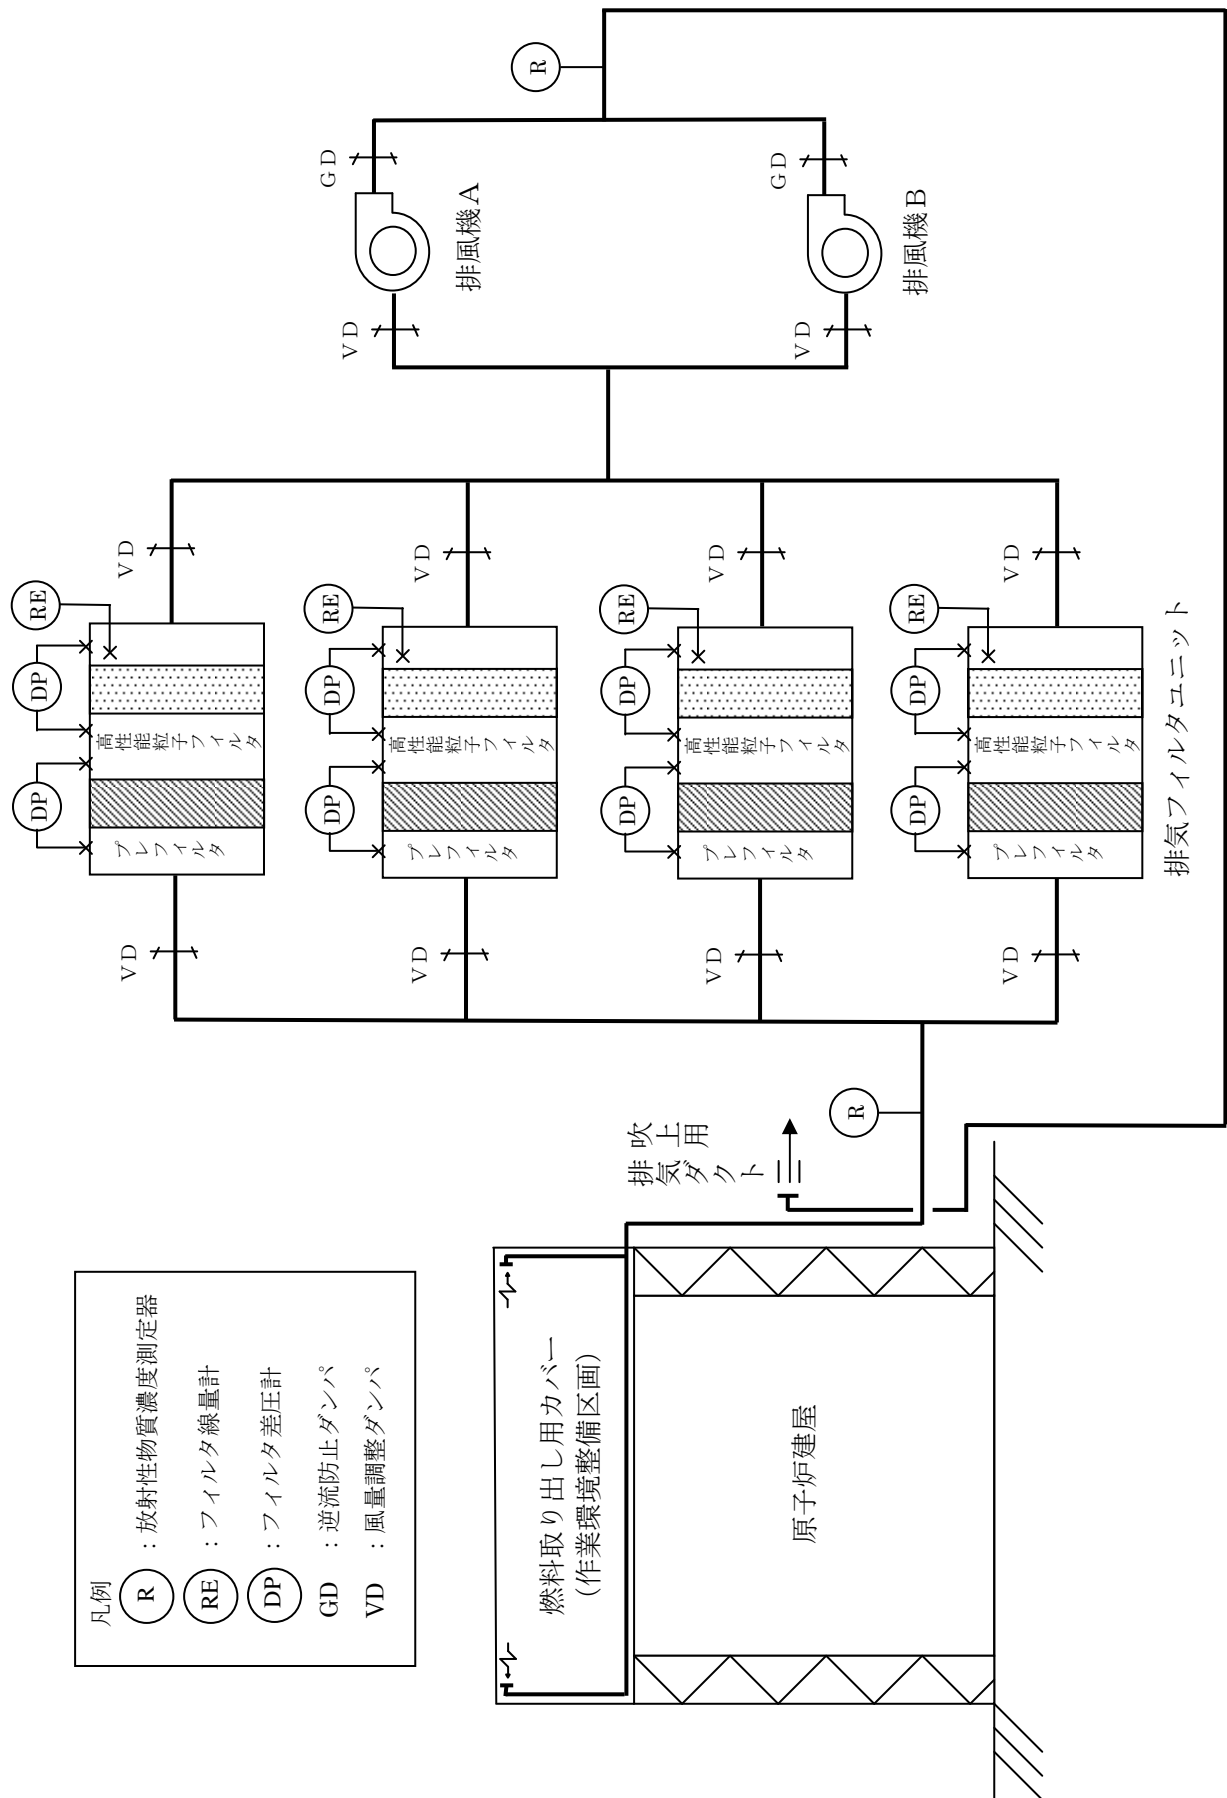 凡例
R : 放射性物質濃度測定器
RE : フィルタ線量計
DP : フィルタ差圧計
GD : 逆流防止ダンパ
VD : 風量調整ダンパ
燃料取り出し用カバー
(作業環境整備区画)
原子炉建屋
吹上用
排気ダクト
R
VD
プレフィルタ
高性能粒子フィルタ
DP
DP
RE
VD
VD
プレフィルタ
高性能粒子フィルタ
DP
DP
RE
VD
VD
プレフィルタ
高性能粒子フィルタ
DP
DP
RE
VD
VD
プレフィルタ
高性能粒子フィルタ
DP
DP
RE
VD
排気フィルタユニット
VD
GD
排風機A
VD
GD
排風機B
R